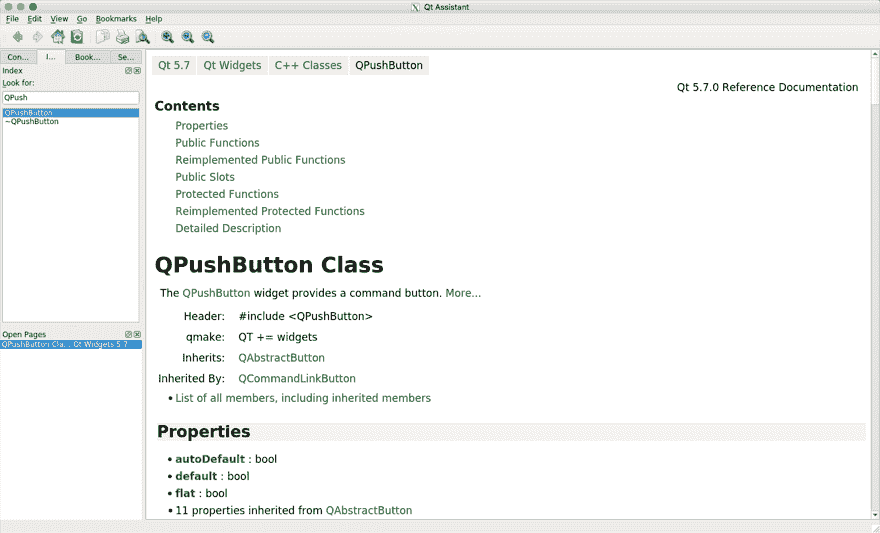 Qt Assistant
File Edit View Go Bookmarks Help
Con... I... Book... Se...
Index
Look for:
QPush
QPushButton
~QPushButton
Open Pages
QPushButton Cla... Qt Widgets 5.7
Qt 5.7 Qt Widgets C++ Classes QPushButton
Qt 5.7.0 Reference Documentation
Contents
Properties
Public Functions
Reimplemented Public Functions
Public Slots
Protected Functions
Reimplemented Protected Functions
Detailed Description
QPushButton Class
The QPushButton widget provides a command button. More...
Header: #include <QPushButton>
qmake: QT += widgets
Inherits: QAbstractButton
Inherited By: QCommandLinkButton
• List of all members, including inherited members
Properties
• autoDefault : bool
• default : bool
• flat : bool
• 11 properties inherited from QAbstractButton